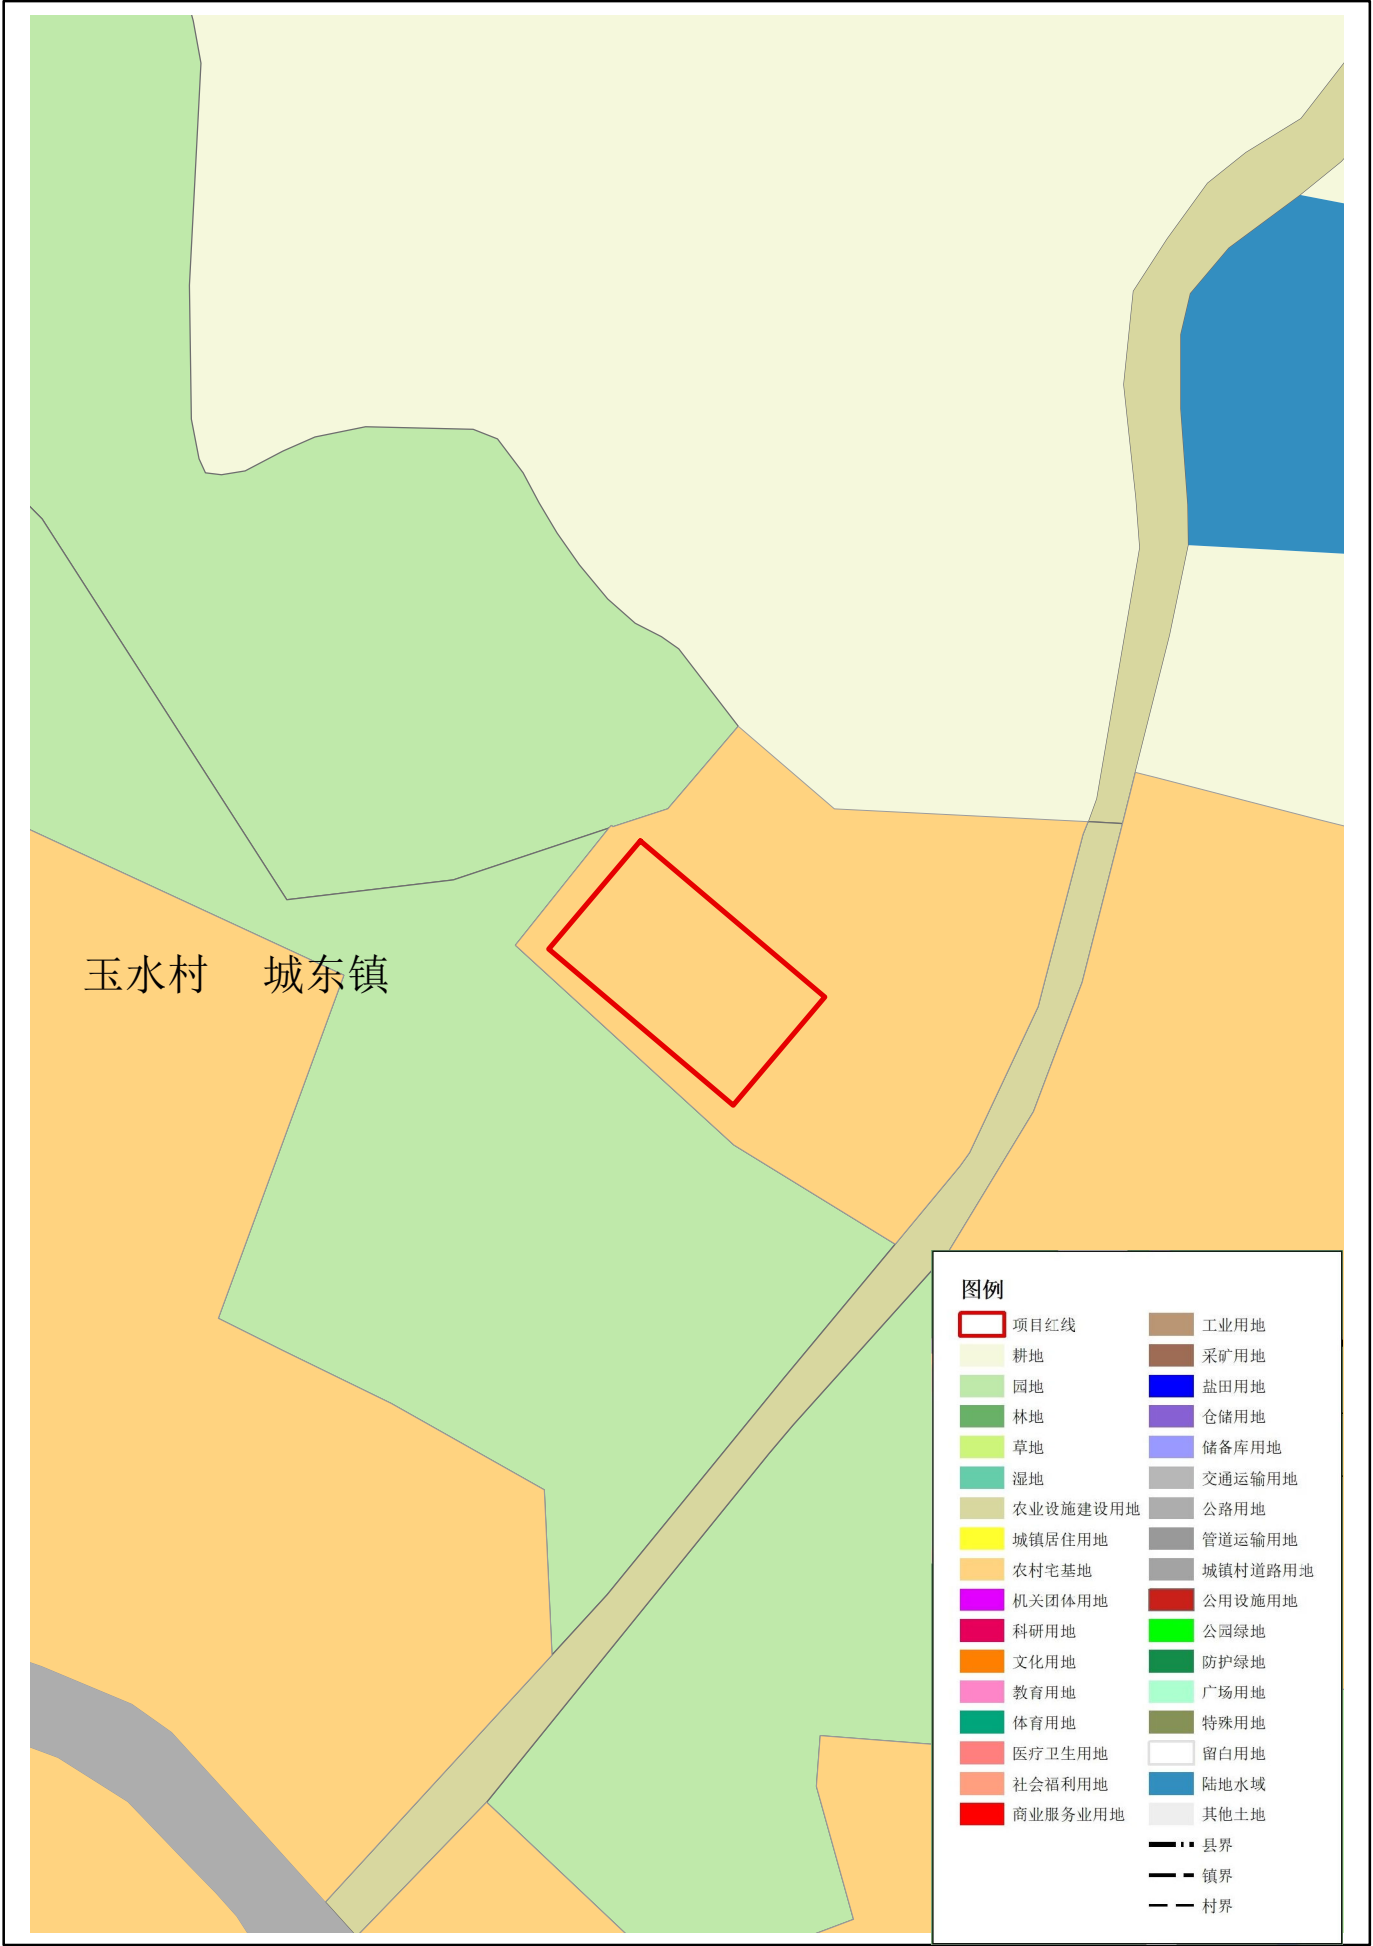 玉水村 城东镇
图例
项目红线
耕地
园地
林地
草地
湿地
农业设施建设用地
城镇居住用地
农村宅基地
机关团体用地
科研用地
文化用地
教育用地
体育用地
医疗卫生用地
社会福利用地
商业服务业用地
工业用地
采矿用地
盐田用地
仓储用地
储备库用地
交通运输用地
公路用地
管道运输用地
城镇村道路用地
公用设施用地
公园绿地
防护绿地
广场用地
特殊用地
留白用地
陆地水域
其他土地
县界
镇界
村界